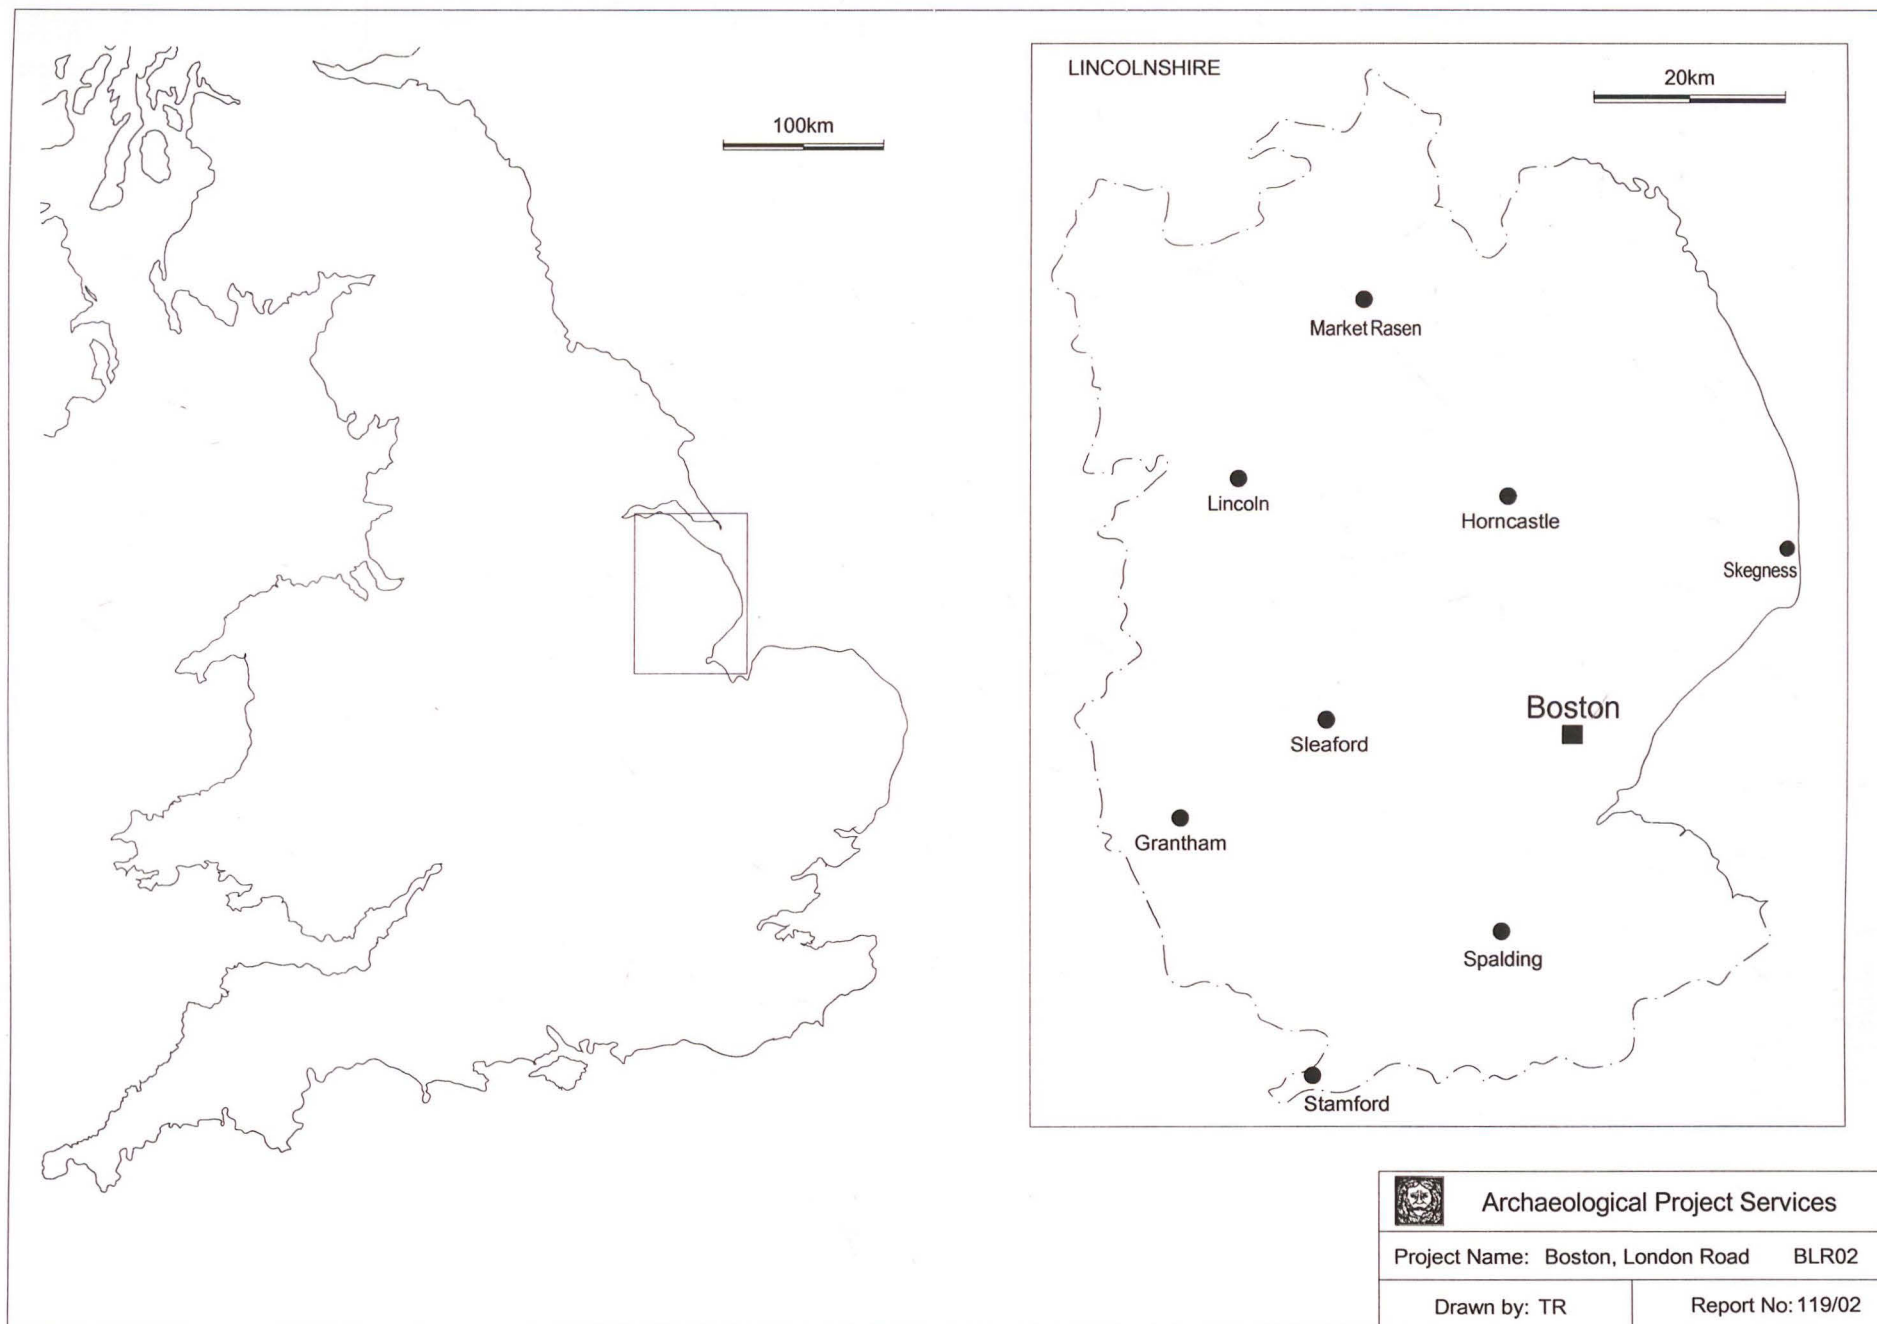 100km
LINCOLNSHIRE
20km
Market Rasen
Lincoln
Horncastle
Skegness
Boston
Sleaford
Grantham
Spalding
Stamford
Archaeological Project Services
Project Name: Boston, London Road BLR02
Drawn by: TR
Report No: 119/02